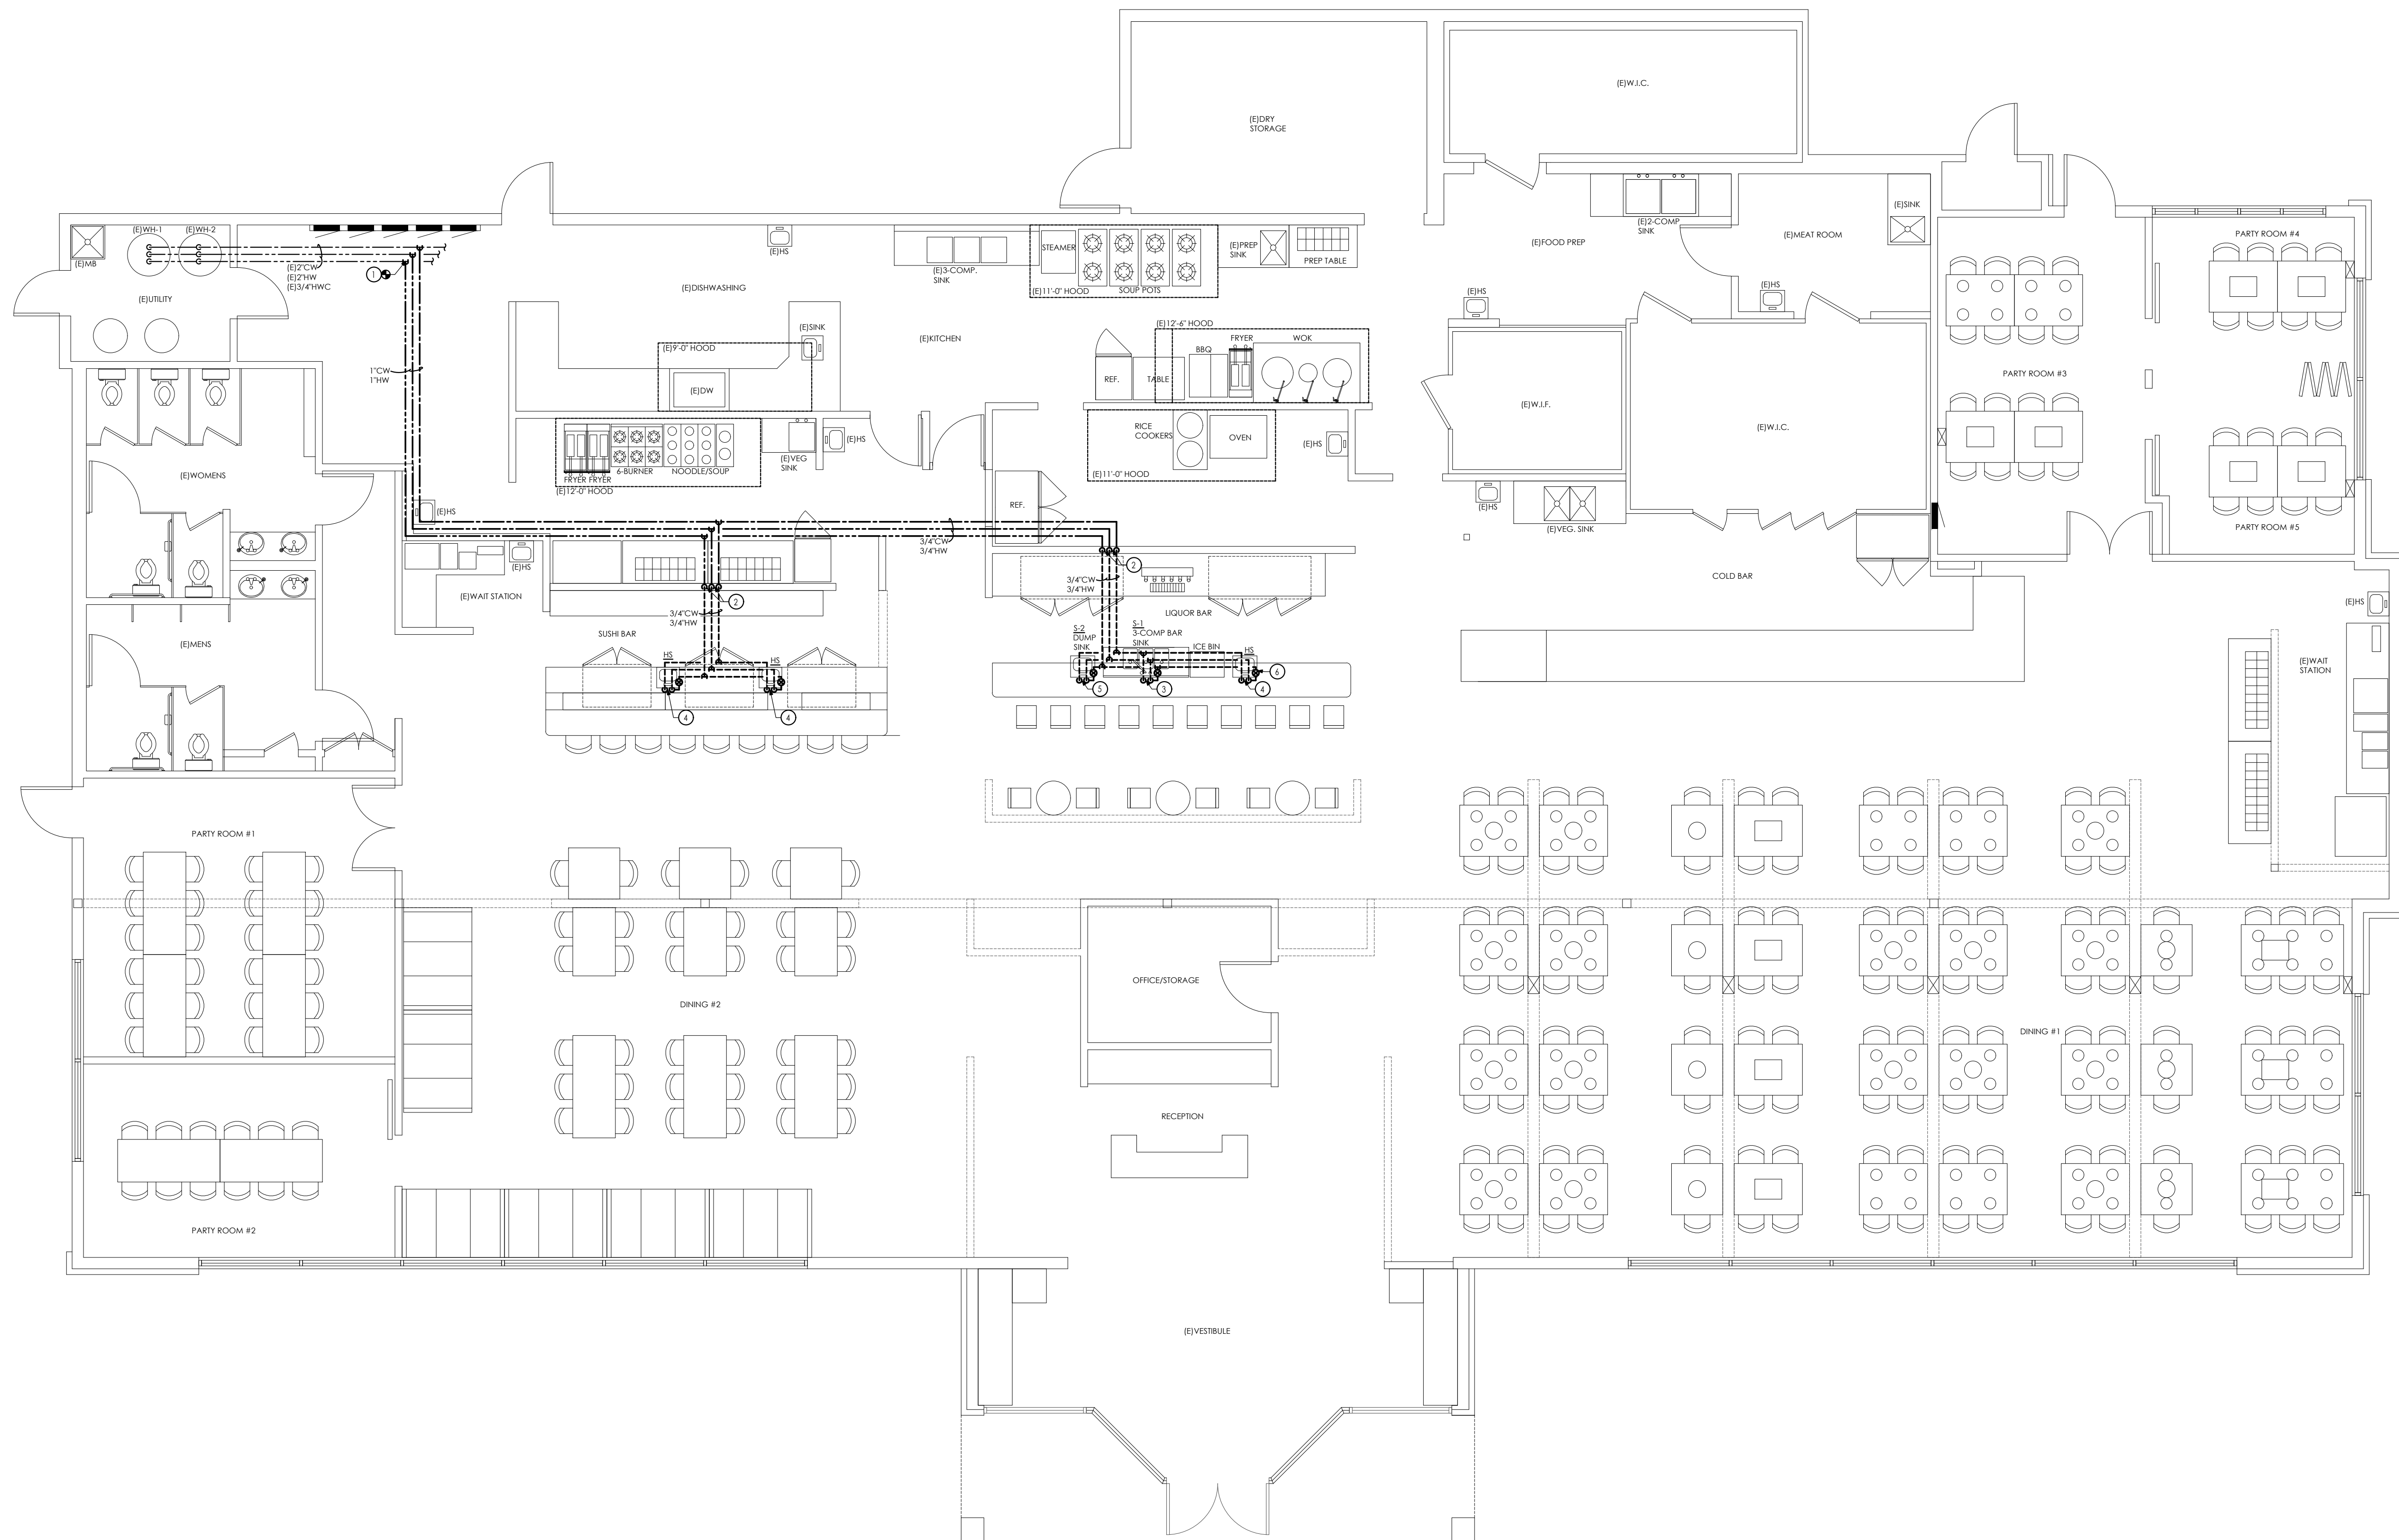 (E)W.I.C.
(E)DRY
STORAGE
(E)SINK
(E)2-COMP
SINK
(E)WH-1
(E)WH-2
(E)MB
(E)2"CW
(E)2"HW
(E)3/4"HWC
1
(E)UTILITY
(E)HS
(E)DISHWASHING
(E)3-COMP.
SINK
STEAMER
(E)11'-0" HOOD
SOUP POTS
(E)PREP
SINK
PREP TABLE
(E)FOOD PREP
(E)MEAT ROOM
PARTY ROOM #4
(E)HS
(E)HS
(E)SINK
(E)9'-0" HOOD
(E)DW
(E)KITCHEN
(E)12'-6" HOOD
BBQ
FRYER
WOK
REF.
TABLE
1"CW
1"HW
PARTY ROOM #3
(E)W.I.F.
(E)W.I.C.
RICE
COOKERS
OVEN
(E)HS
(E)11'-0" HOOD
(E)HS
(E)VEG
SINK
6-BURNER
NOODLE/SOUP
FRYER FRYER
(E)12'-0" HOOD
(E)WOMENS
(E)HS
REF.
(E)HS
(E)VEG. SINK
PARTY ROOM #5
3/4"CW
3/4"HW
(E)HS
(E)WAIT STATION
2
3/4"CW
3/4"HW
2
3/4"CW
3/4"HW
COLD BAR
LIQUOR BAR
(E)HS
SUSHI BAR
(E)MENS
S-2
DUMP
SINK
S-1
3-COMP BAR
SINK
ICE BIN
HS
HS
HS
6
5
3
4
4
4
(E)WAIT
STATION
PARTY ROOM #1
OFFICE/STORAGE
DINING #2
DINING #1
RECEPTION
PARTY ROOM #2
(E)VESTIBULE